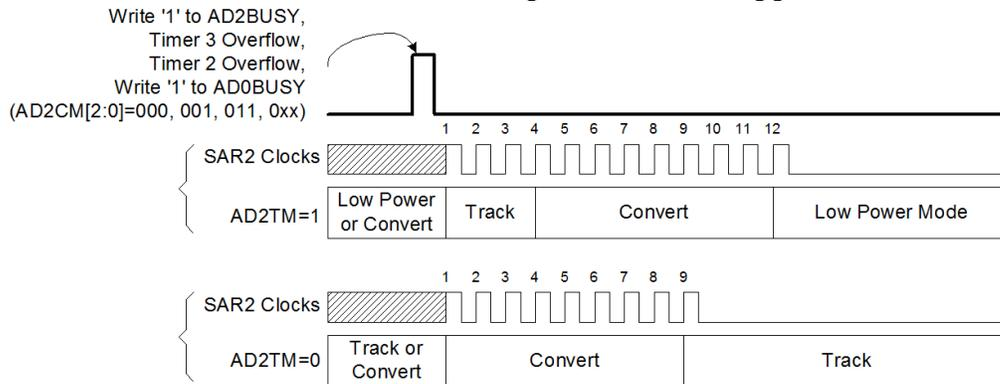 Write '1' to AD2BUSY,
Timer 3 Overflow,
Timer 2 Overflow,
Write '1' to AD0BUSY
(AD2CM[2:0]=000, 001, 011, 0xx)
1 2 3 4 5 6 7 8 9 10 11 12
SAR2 Clocks
AD2TM=1
Low Power
or Convert
Track
Convert
Low Power Mode
1 2 3 4 5 6 7 8 9
SAR2 Clocks
AD2TM=0
Track or
Convert
Convert
Track